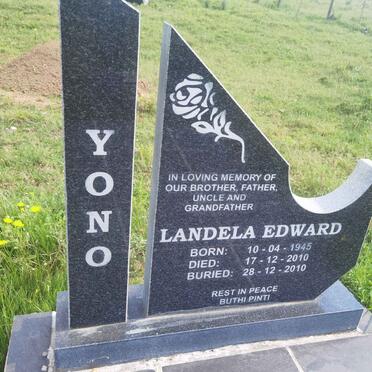 YONO
IN LOVING MEMORY OF
OUR BROTHER, FATHER,
UNCLE AND
GRANDFATHER
LANDELA EDWARD
BORN: 10 - 04 - 1945
DIED: 17 - 12 - 2010
BURIED: 28 - 12 - 2010
REST IN PEACE
BUTHI PINTI